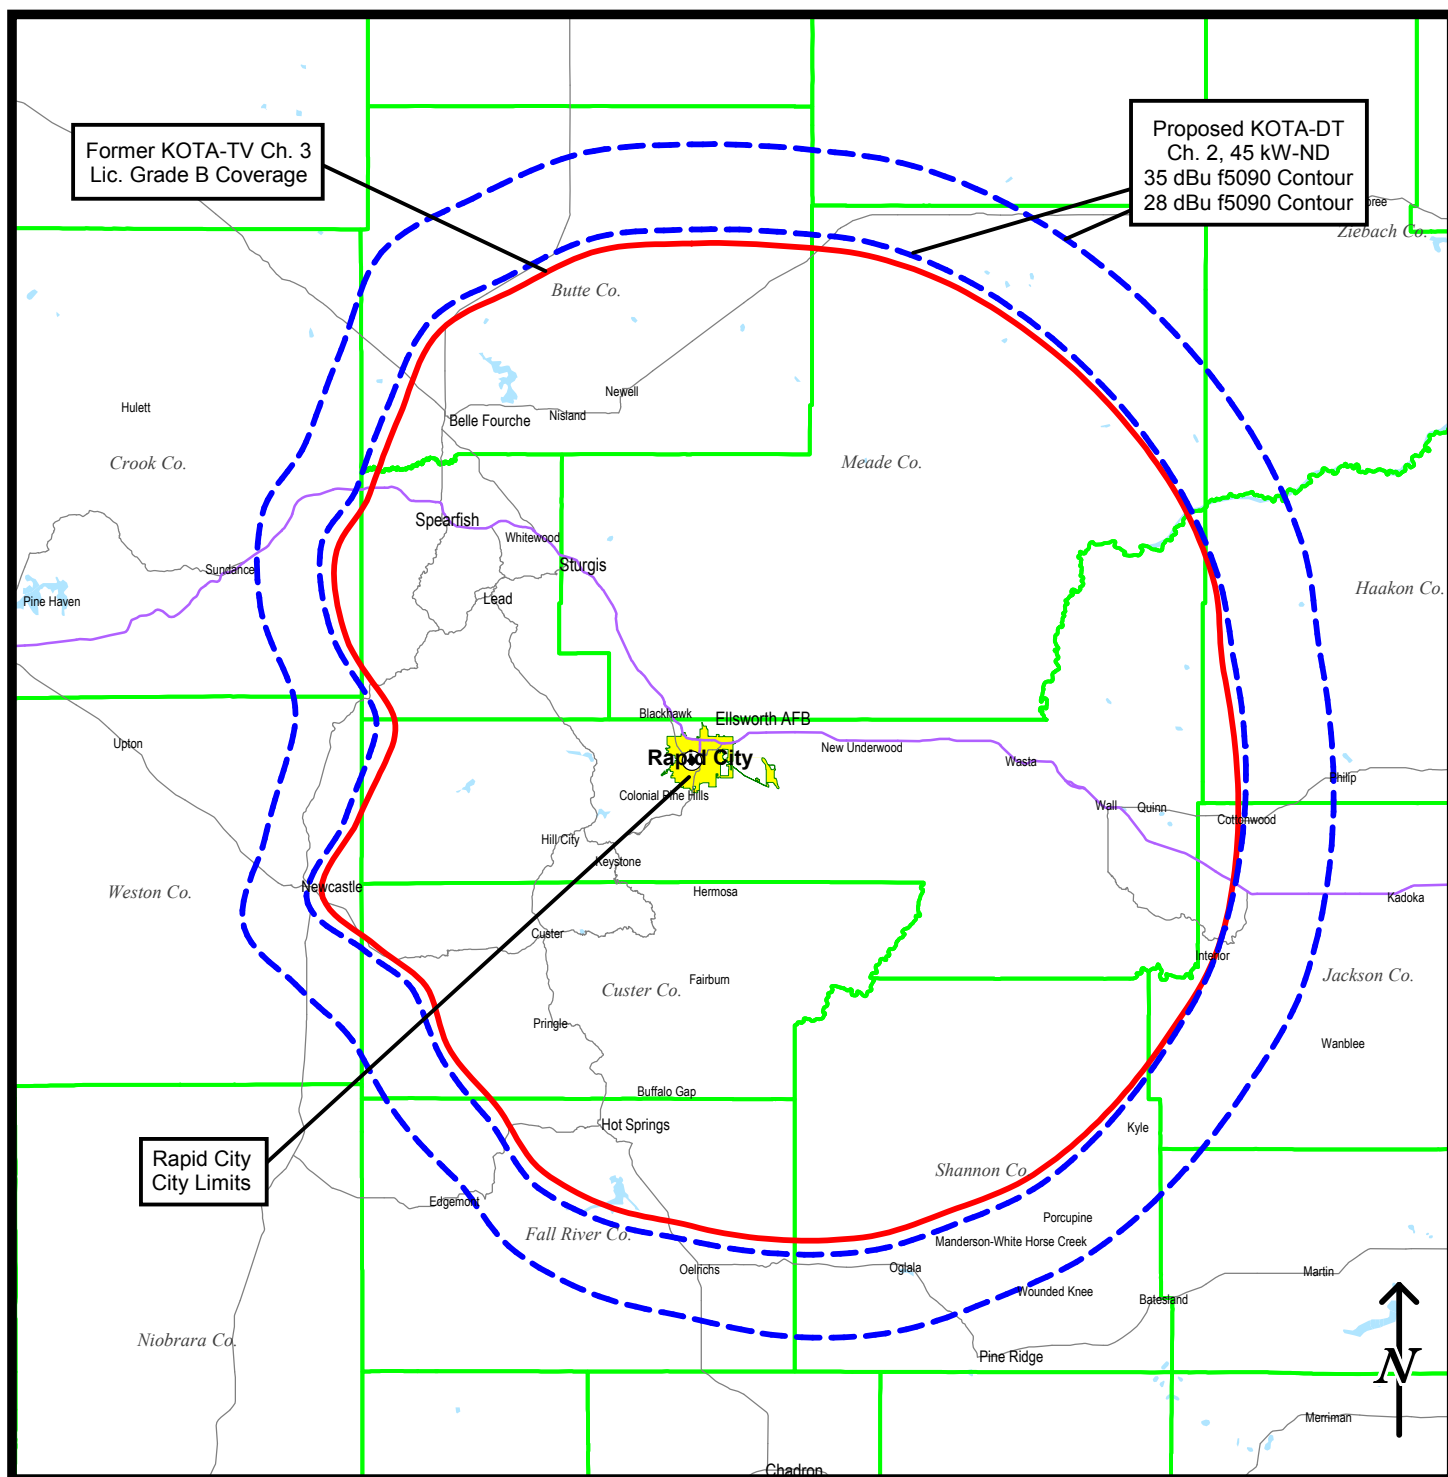 Former KOTA-TV Ch. 3
Lic. Grade B Coverage
Proposed KOTA-DT
Ch. 2, 45 kW-ND
35 dBu f5090 Contour
28 dBu f5090 Contour
Ziebach Co.
Butte Co.
Newell
Hulett
Nisland
Belle Fourche
Crook Co.
Meade Co.
Spearfish
Whitewood
Sturgis
Sundance
Haakon Co.
Pine Haven
Lead
Blackhawk
Ellsworth AFB
Upton
New Underwood
Rapid City
Wasta
Philip
Colonial Pine Hills
Wall
Quinn
Cottonwood
Hill City
Keystone
Newcastle
Weston Co.
Hermosa
Kadoka
Custer
Interior
Fairburn
Custer Co.
Jackson Co.
Pringle
Wanblee
Buffalo Gap
Hot Springs
Kyle
Rapid City
City Limits
Shannon Co.
Edgemont
Porcupine
Fall River Co.
Manderson-White Horse Creek
Oelrichs
Oglala
Martin
Wounded Knee
Batesland
Niobrara Co.
Pine Ridge
N
Merriman
Chadron